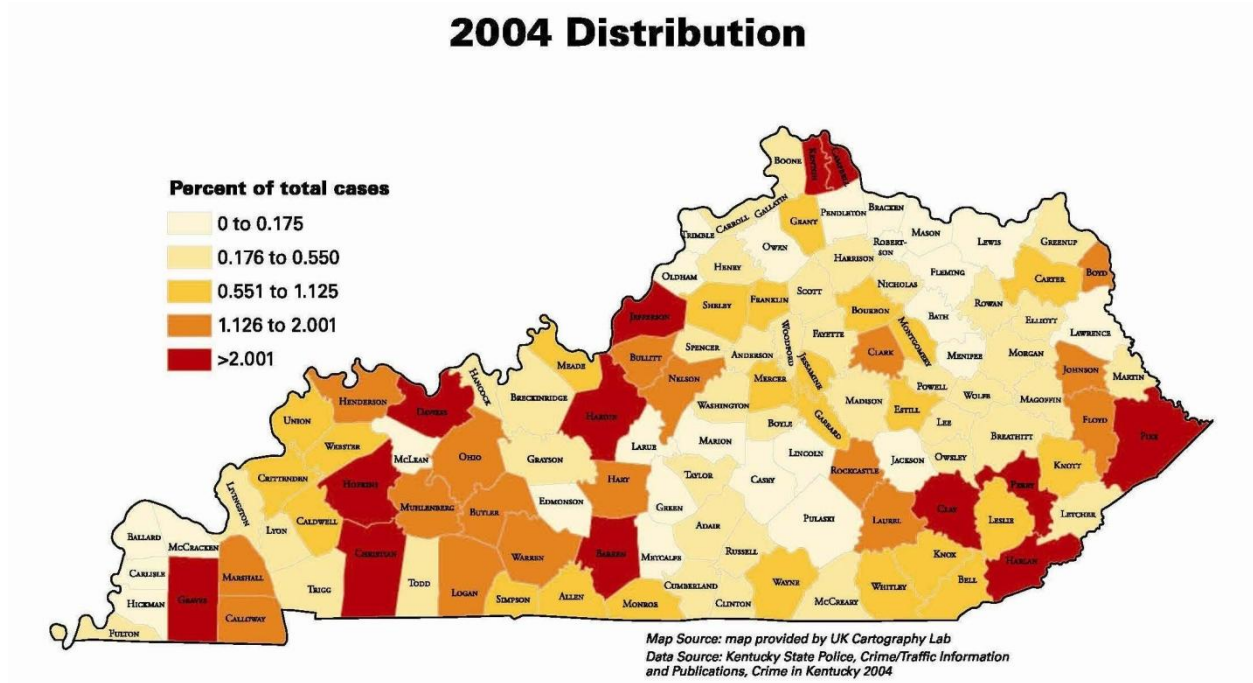 2004 Distribution
Percent of total cases
0 to 0.175
0.176 to 0.550
0.551 to 1.125
1.126 to 2.001
>2.001
BOONE
KENTON
CAMPBELL
GALLATIN
CARROLL
TRIMBLE
GRANT
PENDLETON
BRACKEN
MASON
LEWIS
GREENUP
OWEN
ROBERT-
SON
HARRISON
FLEMING
CARTER
BOYD
OLDHAM
HENRY
NICHOLAS
ROWAN
ELLIOTT
LAWRENCE
JEFFERSON
SHELBY
FRANKLIN
SCOTT
BOURBON
BATH
MONTGOMERY
SPENCER
ANDERSON
WOODFORD
FAYETTE
CLARK
MENIFEE
MORGAN
JOHNSON
MARTIN
BULLITT
NELSON
MERCER
JESSAMINE
POWELL
WOLFE
MAGOFFIN
MEADE
HANCOCK
BRECKINRIDGE
HARDIN
WASHINGTON
BOYLE
GARRARD
MADISON
ESTILL
LEE
BREATHITT
FLOYD
PIKE
UNION
HENDERSON
DAVIESS
WEBSTER
MCLEAN
OHIO
GRAYSON
LARUE
MARION
LINCOLN
ROCKCASTLE
JACKSON
OWSLEY
PERRY
KNOTT
CRITTENDEN
HOPKINS
MUHLENBERG
BUTLER
EDMONSON
HART
GREEN
TAYLOR
CASEY
PULASKI
LAUREL
CLAY
LESLIE
LETCHER
LIVINGSTON
LYON
CALDWELL
CHRISTIAN
WARREN
BARREN
METCALFE
ADAIR
RUSSELL
KNOX
HARLAN
BALLARD
MCCRACKEN
CARLISLE
HICKMAN
FULTON
GRAVES
MARSHALL
CALLOWAY
TRIGG
TODD
LOGAN
SIMPSON
ALLEN
MONROE
CUMBERLAND
CLINTON
WAYNE
MCCREARY
WHITLEY
BELL
Map Source: map provided by UK Cartography Lab
Data Source: Kentucky State Police, Crime/Traffic Information
and Publications, Crime in Kentucky 2004